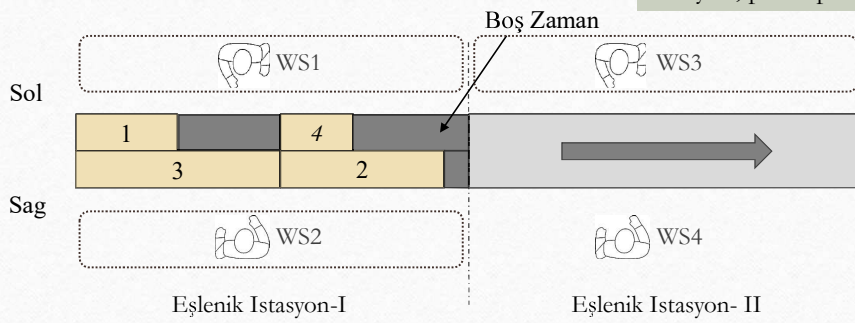 Boş Zaman
WS1
WS3
Sol
1
4
3
2
Sag
WS2
WS4
Eşlenik Istasyon-I
Eşlenik Istasyon- II